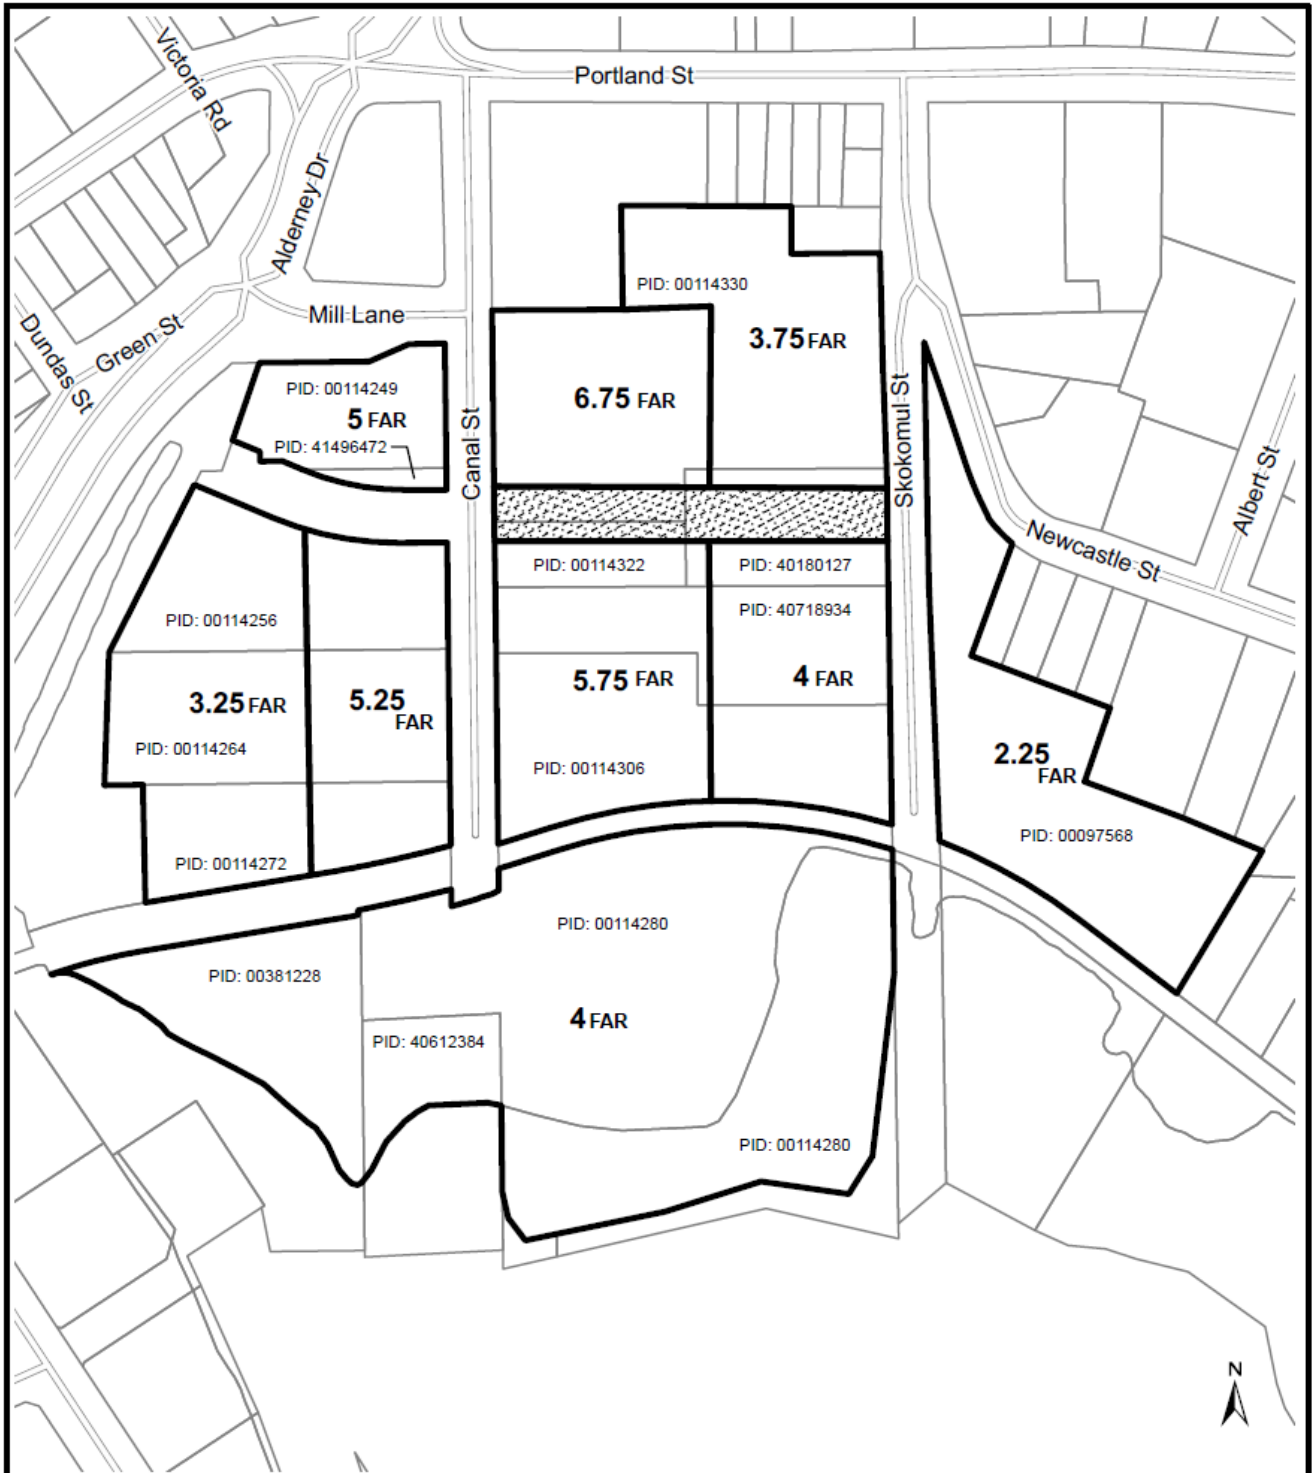 Portland St
Victoria Rd
Alderney Dr
Mill Lane
Green St
Dundas St
PID: 00114330
3.75 FAR
PID: 00114249
5 FAR
PID: 41496472
6.75 FAR
Canal St
Skokomul St
Albert St
Newcastle St
PID: 00114322
PID: 40180127
PID: 00114256
PID: 40718934
3.25 FAR
5.25
FAR
5.75 FAR
4 FAR
PID: 00114264
PID: 00114306
2.25
FAR
PID: 00114272
PID: 00097568
PID: 00114280
PID: 00381228
4 FAR
PID: 40612384
PID: 00114280
N